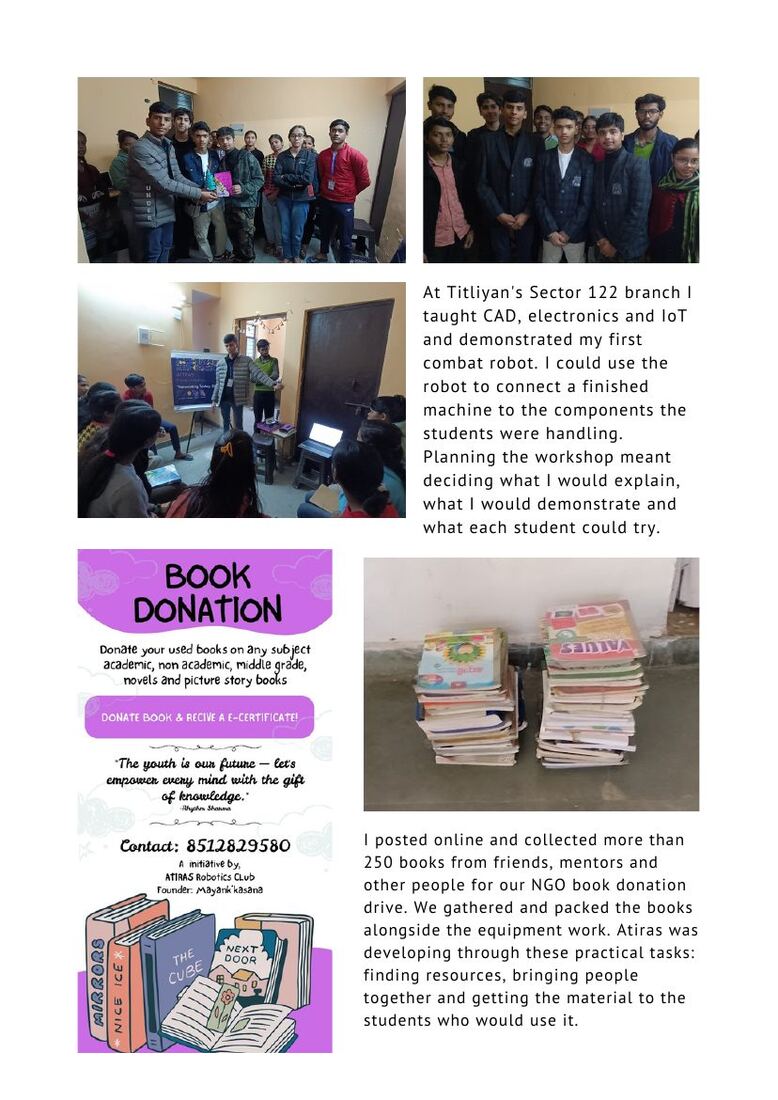 At Titliyan's Sector 122 branch I
taught CAD, electronics and IoT
and demonstrated my first
combat robot. I could use the
robot to connect a finished
machine to the components the
students were handling.
Planning the workshop meant
deciding what I would explain,
what I would demonstrate and
what each student could try.
BOOK
DONATION
Donate your used books on any subject
academic, non academic, middle grade,
novels and picture story books
DONATE BOOK & RECIVE A E-CERTIFICATE!
"The youth is our future — let's
empower every mind with the gift
of knowledge."
Contact: 8512829580
A initiative by,
ATIRAS Robotics Club
Founder: Mayank'kasana
MIRRORS
NICE ICE
THE
CUBE
NEXT
DOOR
VALUES
I posted online and collected more than
250 books from friends, mentors and
other people for our NGO book donation
drive. We gathered and packed the books
alongside the equipment work. Atiras was
developing through these practical tasks:
finding resources, bringing people
together and getting the material to the
students who would use it.